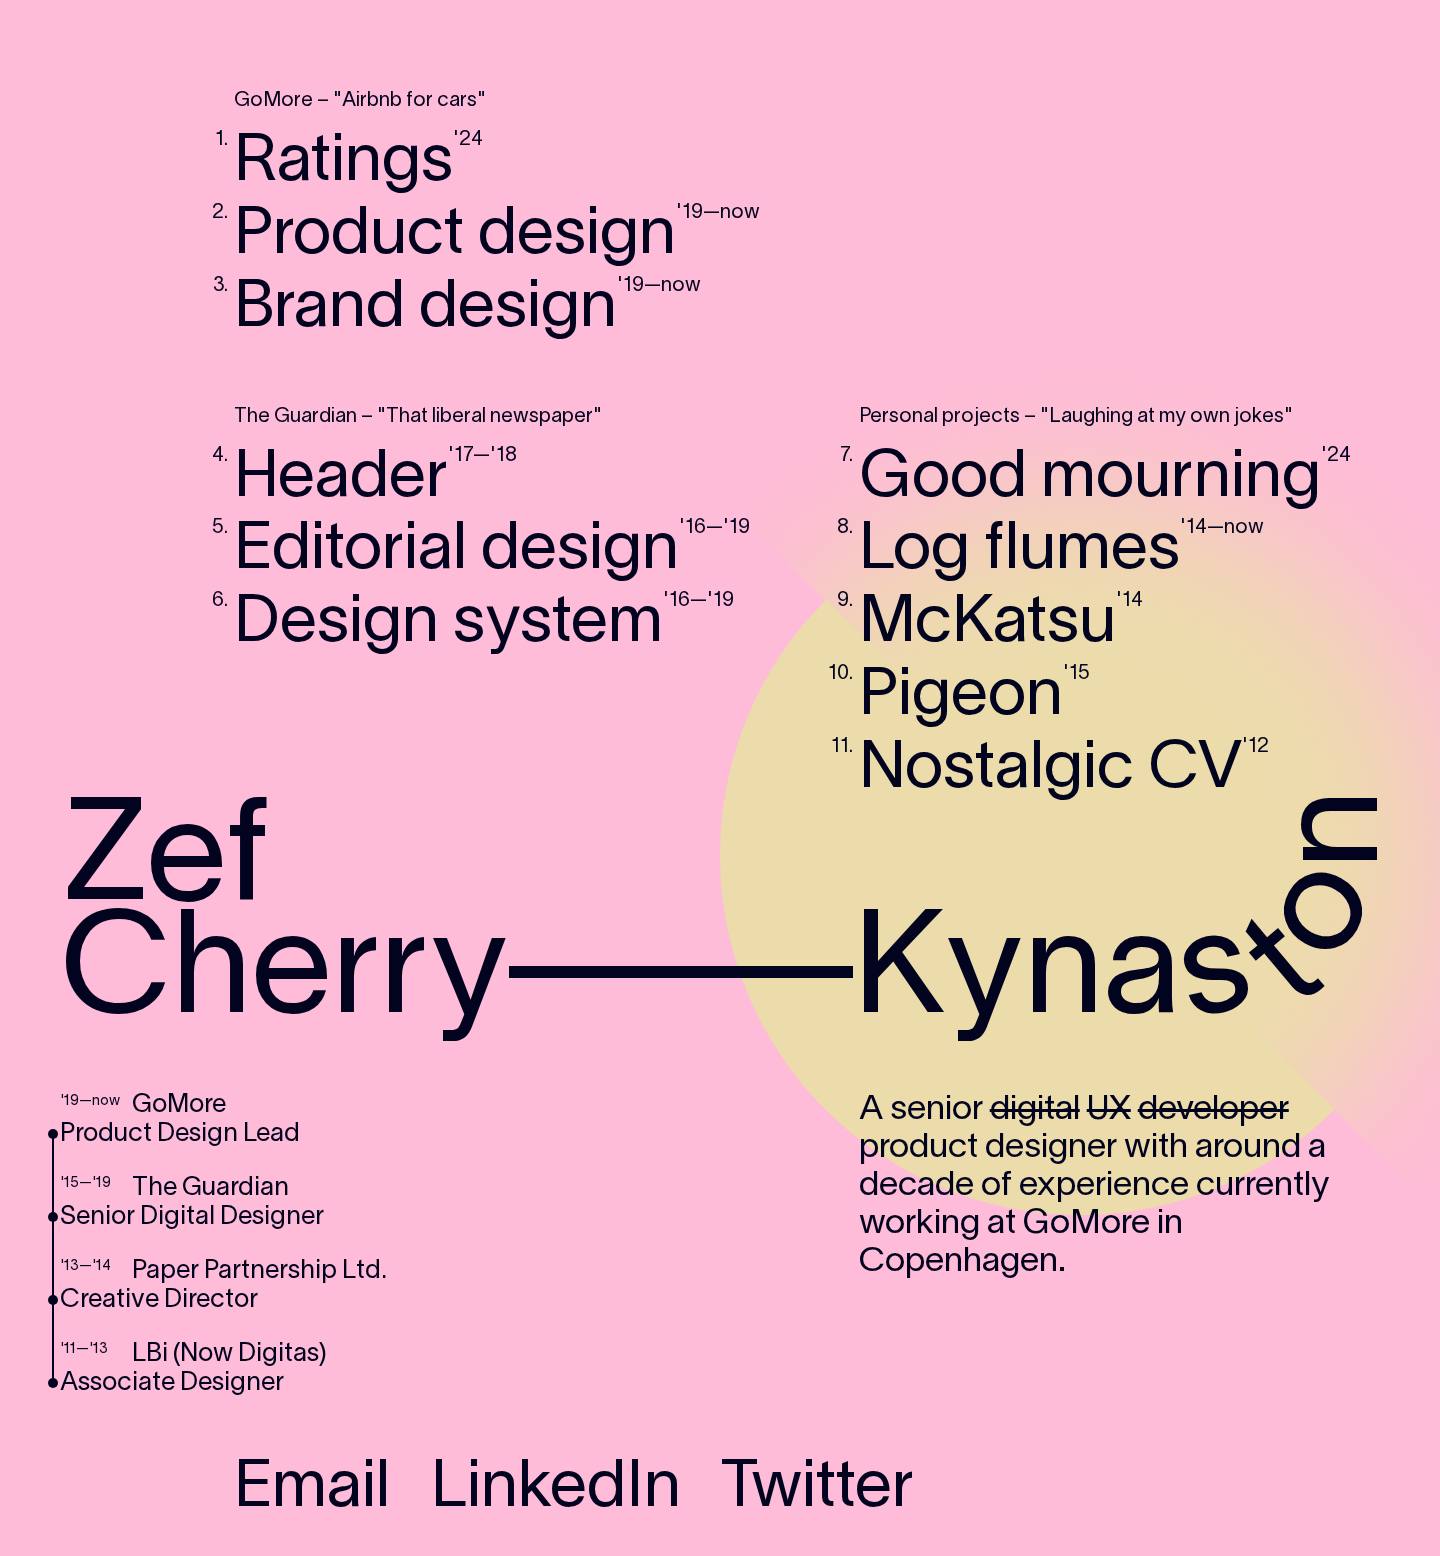 GoMore – "Airbnb for cars"
1. Ratings '24
2. Product design '19—now
3. Brand design '19—now
The Guardian – "That liberal newspaper"
4. Header '17—'18
5. Editorial design '16—'19
6. Design system '16—'19
Personal projects – "Laughing at my own jokes"
7. Good mourning '24
8. Log flumes '14—now
9. McKatsu '14
10. Pigeon '15
11. Nostalgic CV '12
Zef
Cherry—Kynaston
'19—now GoMore
Product Design Lead
'15—'19 The Guardian
Senior Digital Designer
'13—'14 Paper Partnership Ltd.
Creative Director
'11—'13 LBi (Now Digitas)
Associate Designer
A senior digital UX developer
product designer with around a
decade of experience currently
working at GoMore in
Copenhagen.
Email LinkedIn Twitter